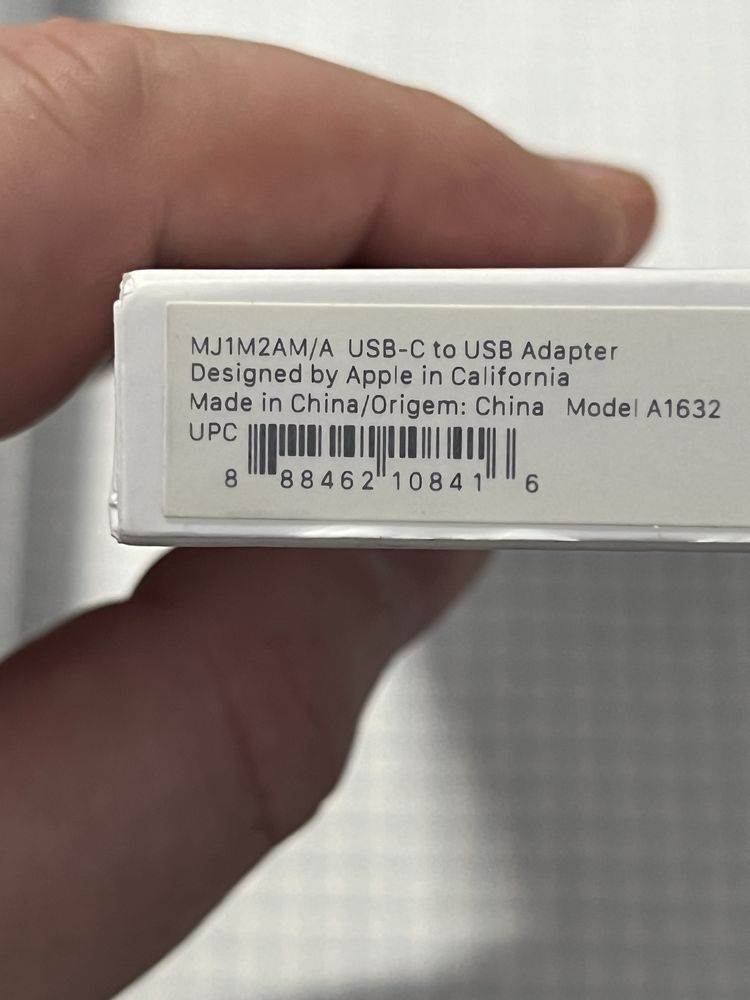 MJ1M2AM/A USB-C to USB Adapter
Designed by Apple in California
Made in China/Origem: China Model A1632
UPC
8 88462 10841 6